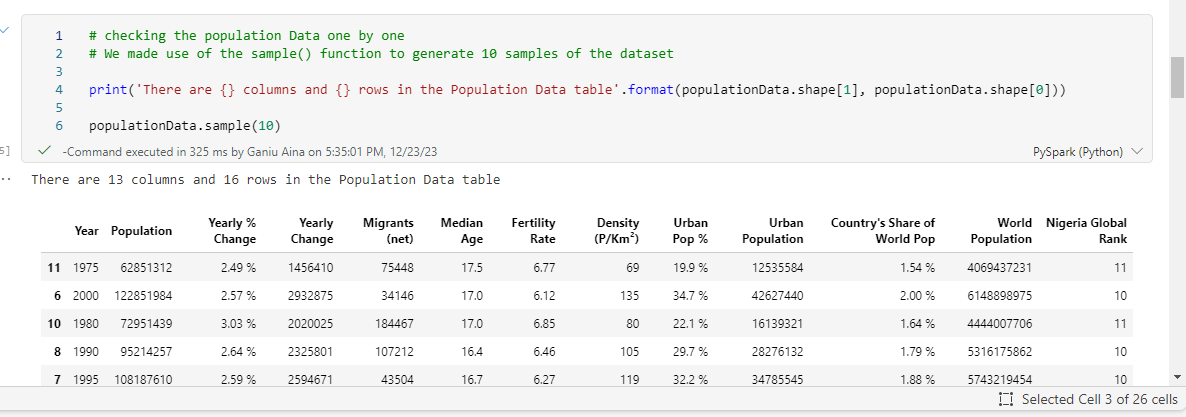 1 # checking the population Data one by one
2 # We made use of the sample() function to generate 10 samples of the dataset
3
4 print('There are {} columns and {} rows in the Population Data table'.format(populationData.shape[1], populationData.shape[0]))
5
6 populationData.sample(10)
5] -Command executed in 325 ms by Ganiu Aina on 5:35:01 PM, 12/23/23 PySpark (Python)
There are 13 columns and 16 rows in the Population Data table
Year Population Yearly % Change Yearly Change Migrants (net) Median Age Fertility Rate Density (P/Km²) Urban Pop % Urban Population Country's Share of World Pop World Population Nigeria Global Rank
11 1975 62851312 2.49 % 1456410 75448 17.5 6.77 69 19.9 % 12535584 1.54 % 4069437231 11
6 2000 122851984 2.57 % 2932875 34146 17.0 6.12 135 34.7 % 42627440 2.00 % 6148898975 10
10 1980 72951439 3.03 % 2020025 184467 17.0 6.85 80 22.1 % 16139321 1.64 % 4444007706 11
8 1990 95214257 2.64 % 2325801 107212 16.4 6.46 105 29.7 % 28276132 1.79 % 5316175862 10
7 1995 108187610 2.59 % 2594671 43504 16.7 6.27 119 32.2 % 34785545 1.88 % 5743219454 10
Selected Cell 3 of 26 cells